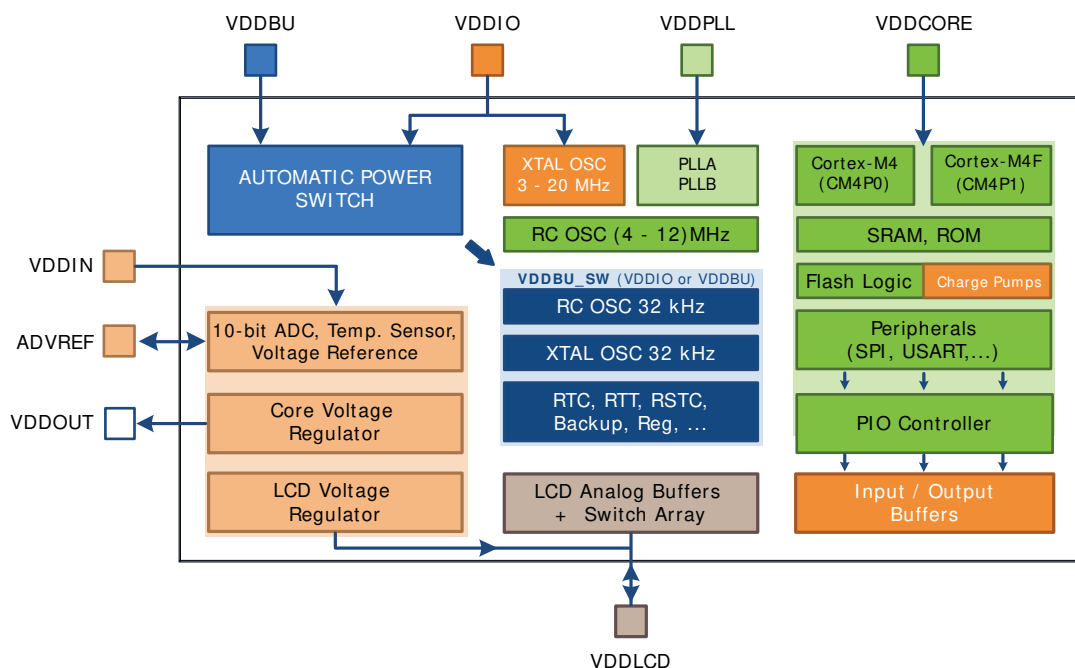 VDDBU
VDDIO
VDDPLL
VDDCORE
AUTOMATIC POWER
SWITCH
XTAL OSC
3 - 20 MHz
PLLA
PLLB
Cortex-M4
(CM4P0)
Cortex-M4F
(CM4P1)
RC OSC (4 - 12)MHz
SRAM, ROM
VDDIN
VDDBU_SW (VDDIO or VDDBU)
Flash Logic
Charge Pumps
RC OSC 32 kHz
ADVREF
10-bit ADC, Temp. Sensor,
Voltage Reference
XTAL OSC 32 kHz
Peripherals
(SPI, USART,...)
VDDOUT
Core Voltage
Regulator
RTC, RTT, RSTC,
Backup, Reg, ...
PIO Controller
LCD Voltage
Regulator
LCD Analog Buffers
+ Switch Array
Input / Output
Buffers
VDDLCD